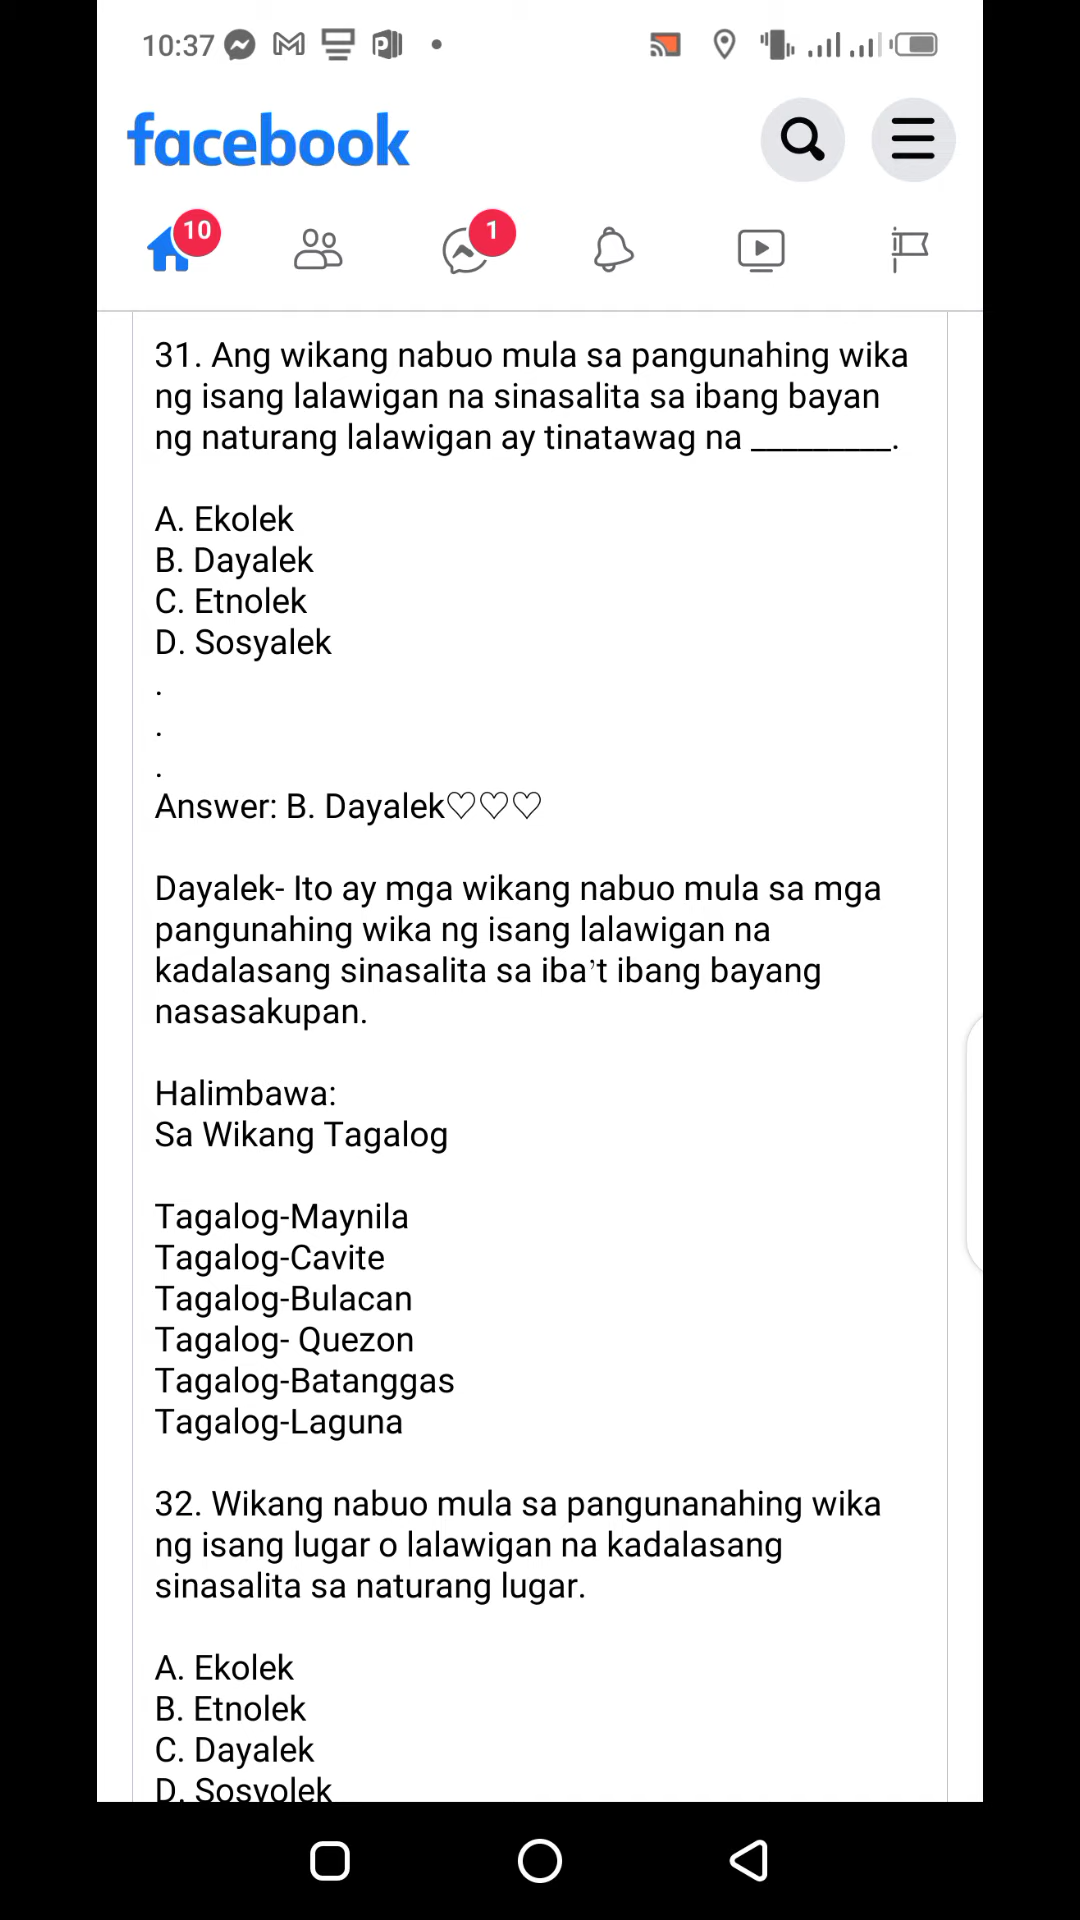 10:37
facebook
10
1
31. Ang wikang nabuo mula sa pangunahing wika
ng isang lalawigan na sinasalita sa ibang bayan
ng naturang lalawigan ay tinatawag na _________.
A. Ekolek
B. Dayalek
C. Etnolek
D. Sosyalek
.
.
.
Answer: B. Dayalek♡♡♡
Dayalek- Ito ay mga wikang nabuo mula sa mga
pangunahing wika ng isang lalawigan na
kadalasang sinasalita sa iba’t ibang bayang
nasasakupan.
Halimbawa:
Sa Wikang Tagalog
Tagalog-Maynila
Tagalog-Cavite
Tagalog-Bulacan
Tagalog- Quezon
Tagalog-Batanggas
Tagalog-Laguna
32. Wikang nabuo mula sa pangunanahing wika
ng isang lugar o lalawigan na kadalasang
sinasalita sa naturang lugar.
A. Ekolek
B. Etnolek
C. Dayalek
D. Sosyolek